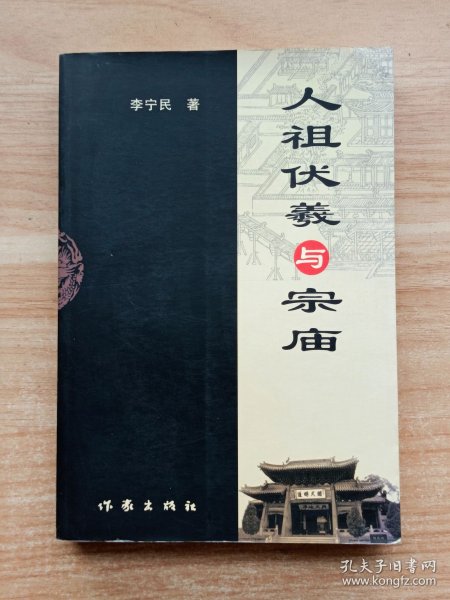 李宁民 著
人祖伏羲与宗庙
作家出版社
孔夫子旧书网
www.kongfz.com